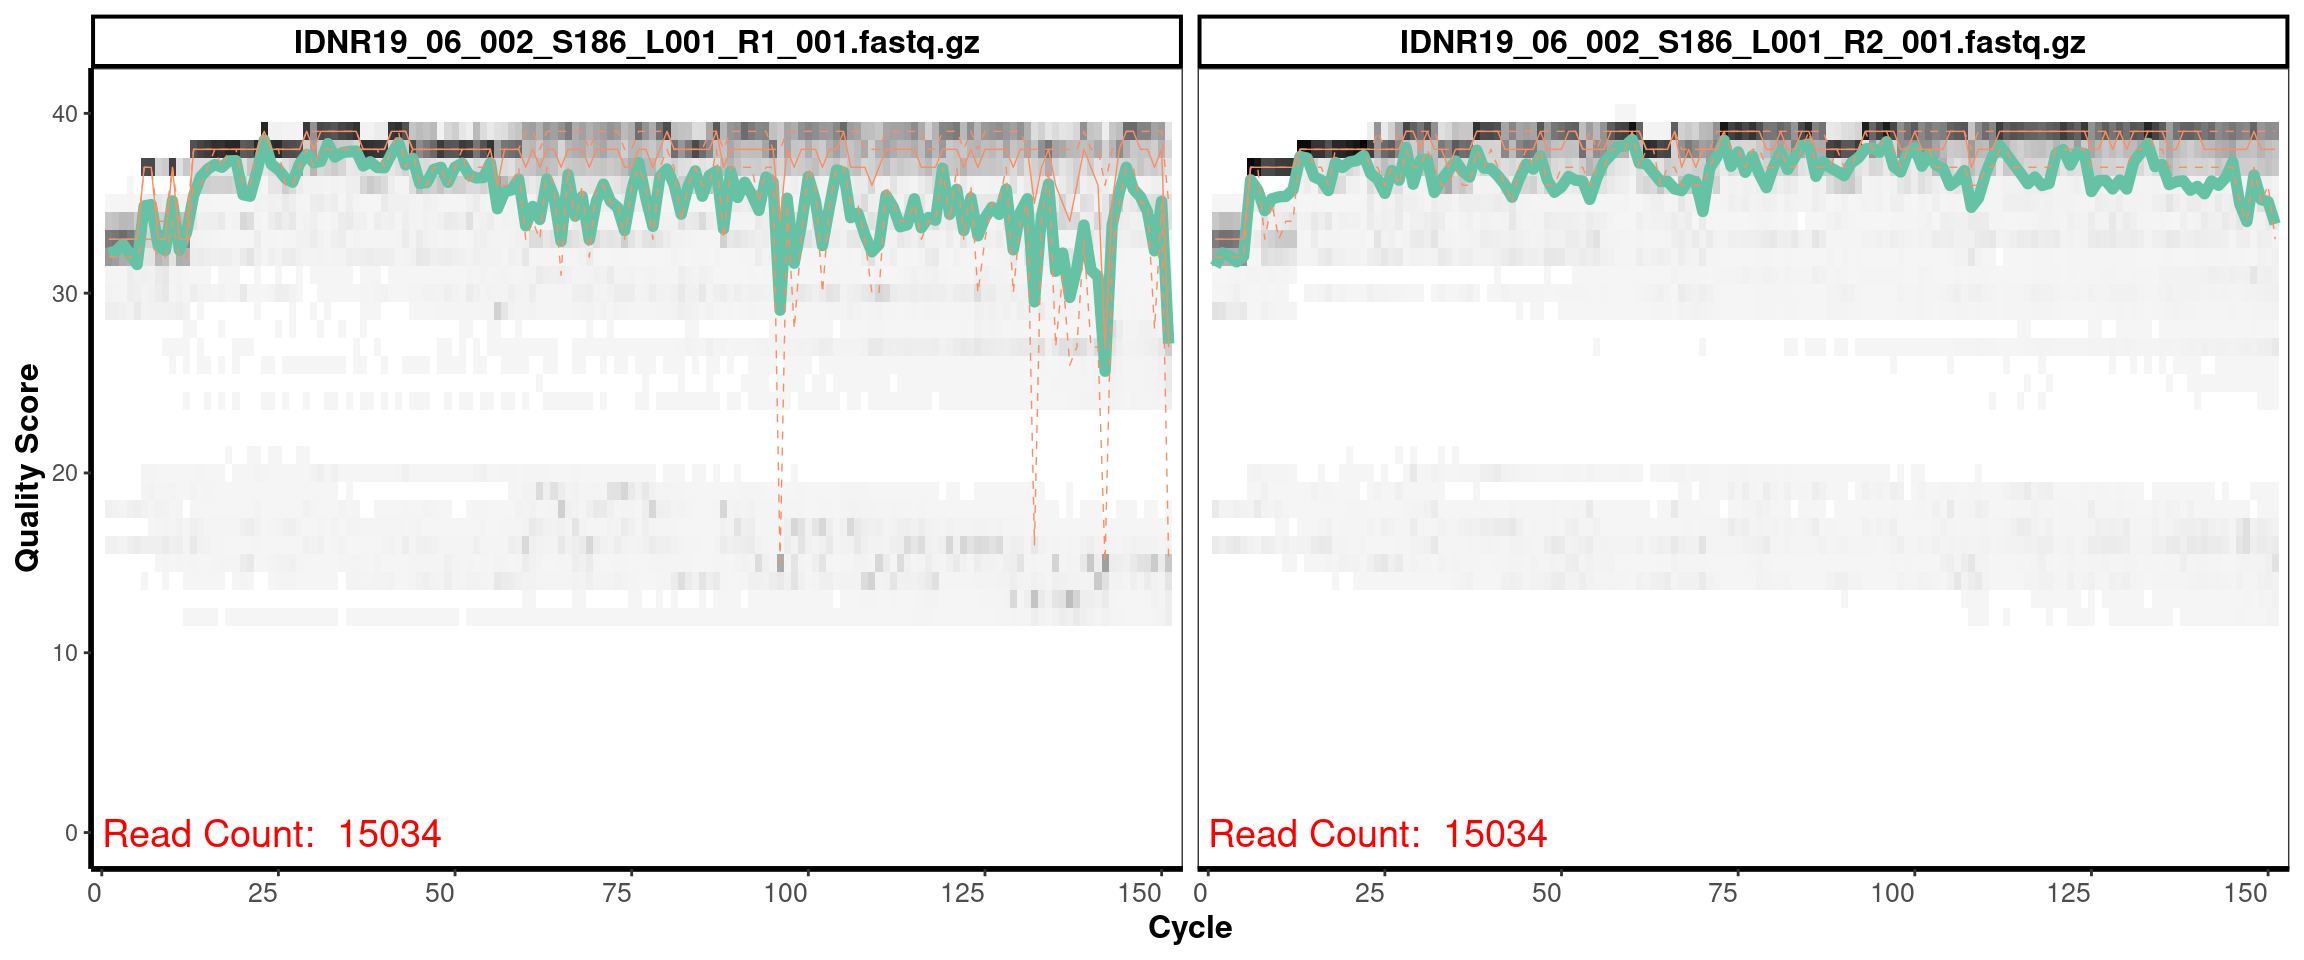 IDNR19_06_002_S186_L001_R1_001.fastq.gz
IDNR19_06_002_S186_L001_R2_001.fastq.gz
Quality Score
40
30
20
10
0
Read Count:  15034
Read Count:  15034
0 25 50 75 100 125 150
0 25 50 75 100 125 150
Cycle